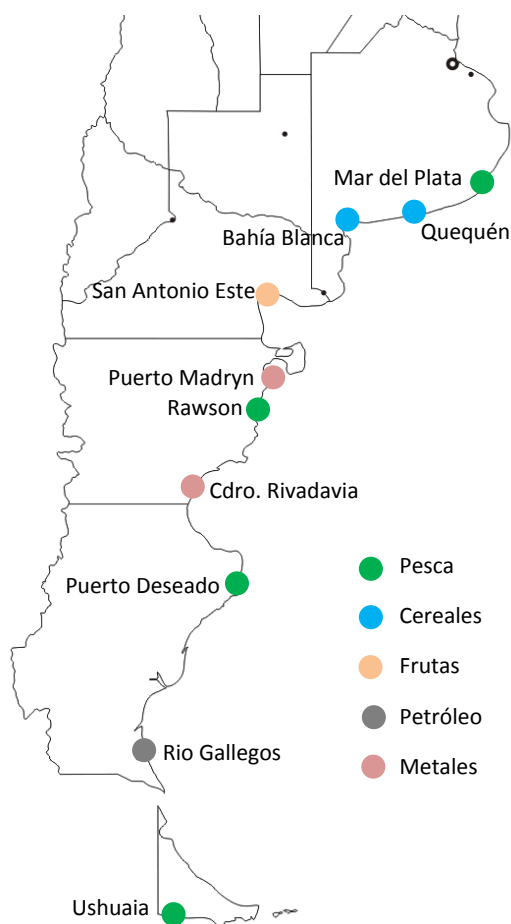 Mar del Plata
Bahía Blanca
Quequén
San Antonio Este
Puerto Madryn
Rawson
Cdro. Rivadavia
Puerto Deseado
Rio Gallegos
Ushuaia
Pesca
Cereales
Frutas
Petróleo
Metales